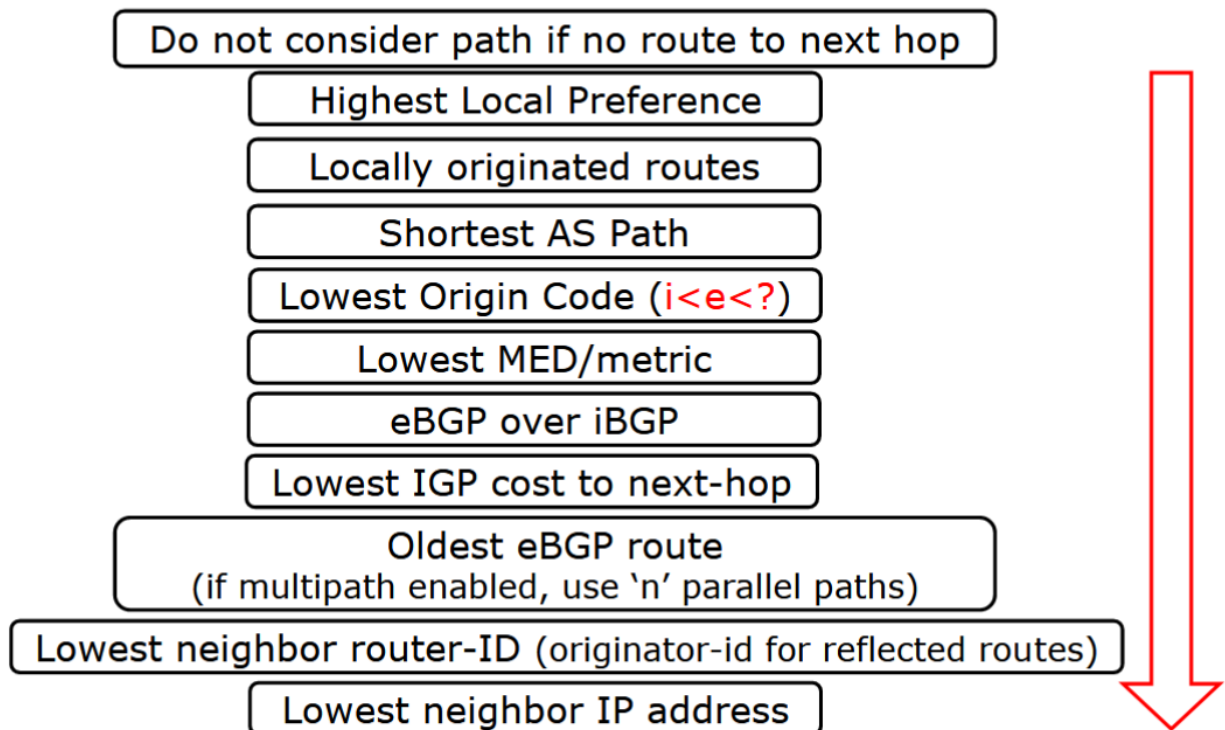 Do not consider path if no route to next hop
Highest Local Preference
Locally originated routes
Shortest AS Path
Lowest Origin Code (i<e<?)
Lowest MED/metric
eBGP over iBGP
Lowest IGP cost to next-hop
Oldest eBGP route
(if multipath enabled, use ‘n’ parallel paths)
Lowest neighbor router-ID (originator-id for reflected routes)
Lowest neighbor IP address